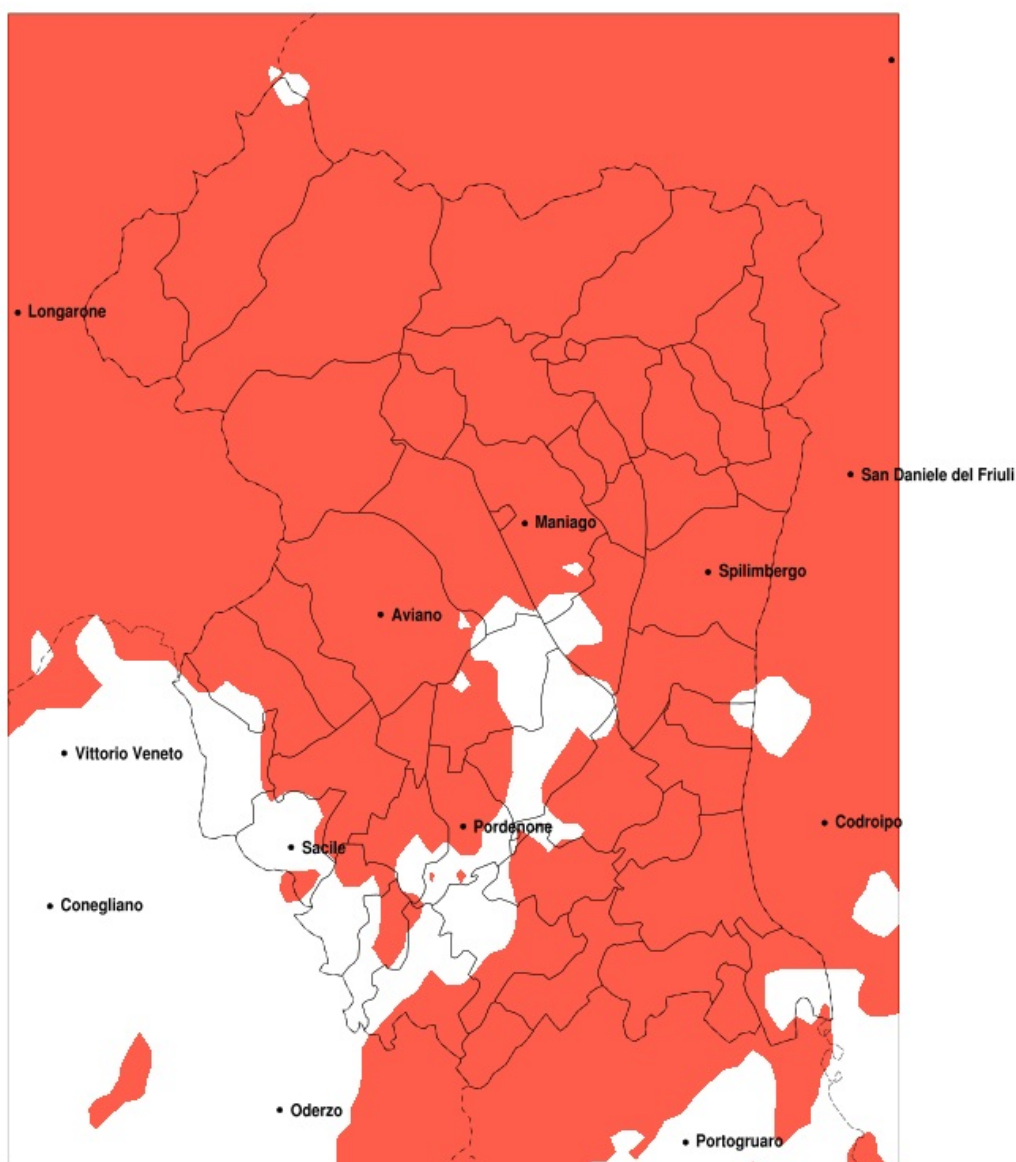 Longarone
San Daniele del Friuli
Maniago
Spilimbergo
Aviano
Vittorio Veneto
Pordenone
Codroipo
Sacile
Conegliano
Oderzo
Portogruaro